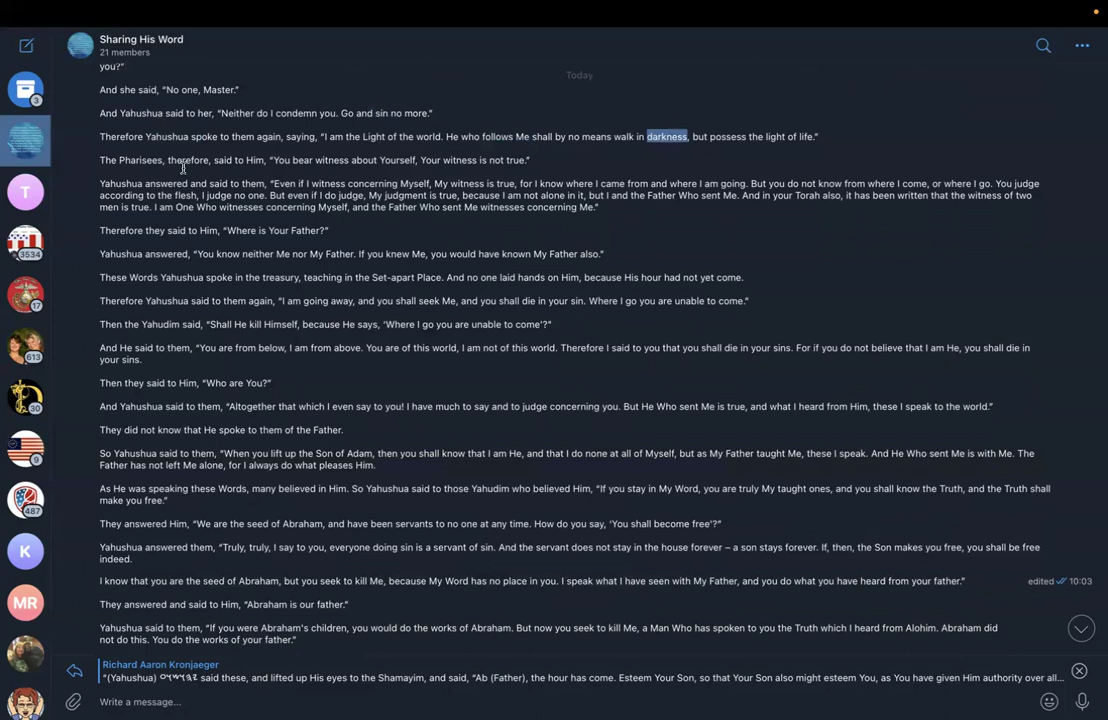 Sharing His Word
21 members
3
T
3534
17
613
30
9
487
K
MR
you?”
Today
And she said, “No one, Master.”
And Yahushua said to her, “Neither do I condemn you. Go and sin no more.”
Therefore Yahushua spoke to them again, saying, “I am the Light of the world. He who follows Me shall by no means walk in darkness, but possess the light of life.”
The Pharisees, therefore, said to Him, “You bear witness about Yourself, Your witness is not true.”
Yahushua answered and said to them, “Even if I witness concerning Myself, My witness is true, for I know where I came from and where I am going. But you do not know from where I come, or where I go. You judge
according to the flesh, I judge no one. But even if I do judge, My judgment is true, because I am not alone in it, but I and the Father Who sent Me. And in your Torah also, it has been written that the witness of two
men is true. I am One Who witnesses concerning Myself, and the Father Who sent Me witnesses concerning Me.”
Therefore they said to Him, “Where is Your Father?”
Yahushua answered, “You know neither Me nor My Father. If you knew Me, you would have known My Father also.”
These Words Yahushua spoke in the treasury, teaching in the Set-apart Place. And no one laid hands on Him, because His hour had not yet come.
Therefore Yahushua said to them again, “I am going away, and you shall seek Me, and you shall die in your sin. Where I go you are unable to come.”
Then the Yahudim said, “Shall He kill Himself, because He says, ‘Where I go you are unable to come’?”
And He said to them, “You are from below, I am from above. You are of this world, I am not of this world. Therefore I said to you that you shall die in your sins. For if you do not believe that I am He, you shall die in
your sins.
Then they said to Him, “Who are You?”
And Yahushua said to them, “Altogether that which I even say to you! I have much to say and to judge concerning you. But He Who sent Me is true, and what I heard from Him, these I speak to the world.”
They did not know that He spoke to them of the Father.
So Yahushua said to them, “When you lift up the Son of Adam, then you shall know that I am He, and that I do none at all of Myself, but as My Father taught Me, these I speak. And He Who sent Me is with Me. The
Father has not left Me alone, for I always do what pleases Him.
As He was speaking these Words, many believed in Him. So Yahushua said to those Yahudim who believed Him, “If you stay in My Word, you are truly My taught ones, and you shall know the Truth, and the Truth shall
make you free.”
They answered Him, “We are the seed of Abraham, and have been servants to no one at any time. How do you say, ‘You shall become free’?”
Yahushua answered them, “Truly, truly, I say to you, everyone doing sin is a servant of sin. And the servant does not stay in the house forever – a son stays forever. If, then, the Son makes you free, you shall be free
indeed.
I know that you are the seed of Abraham, but you seek to kill Me, because My Word has no place in you. I speak what I have seen with My Father, and you do what you have heard from your father.”
edited 10:03
They answered and said to Him, “Abraham is our father.”
Yahushua said to them, “If you were Abraham's children, you would do the works of Abraham. But now you seek to kill Me, a Man Who has spoken to you the Truth which I heard from Alohim. Abraham did
not do this. You do the works of your father.”
Richard Aaron Kronjaeger
“(Yahushua) said these, and lifted up His eyes to the Shamayim, and said, “Ab (Father), the hour has come. Esteem Your Son, so that Your Son also might esteem You, as You have given Him authority over all...
Write a message...